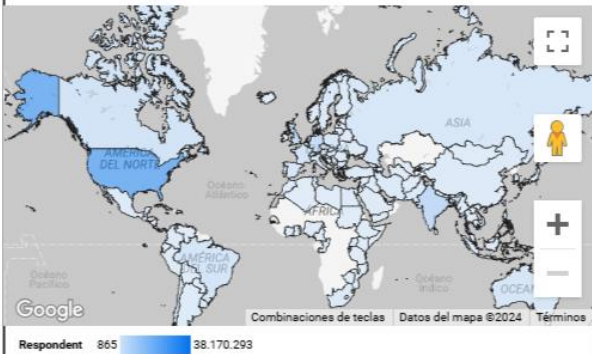 ASIA
AMÉRICA
DEL NORTE
Océano
Atlántico
ÁFRICA
AMÉRICA
DEL SUR
Océano
Pacífico
Océano
Índico
OCEAN
Google
Combinaciones de teclas Datos del mapa ©2024 Términos
Respondent 865 38.170.293